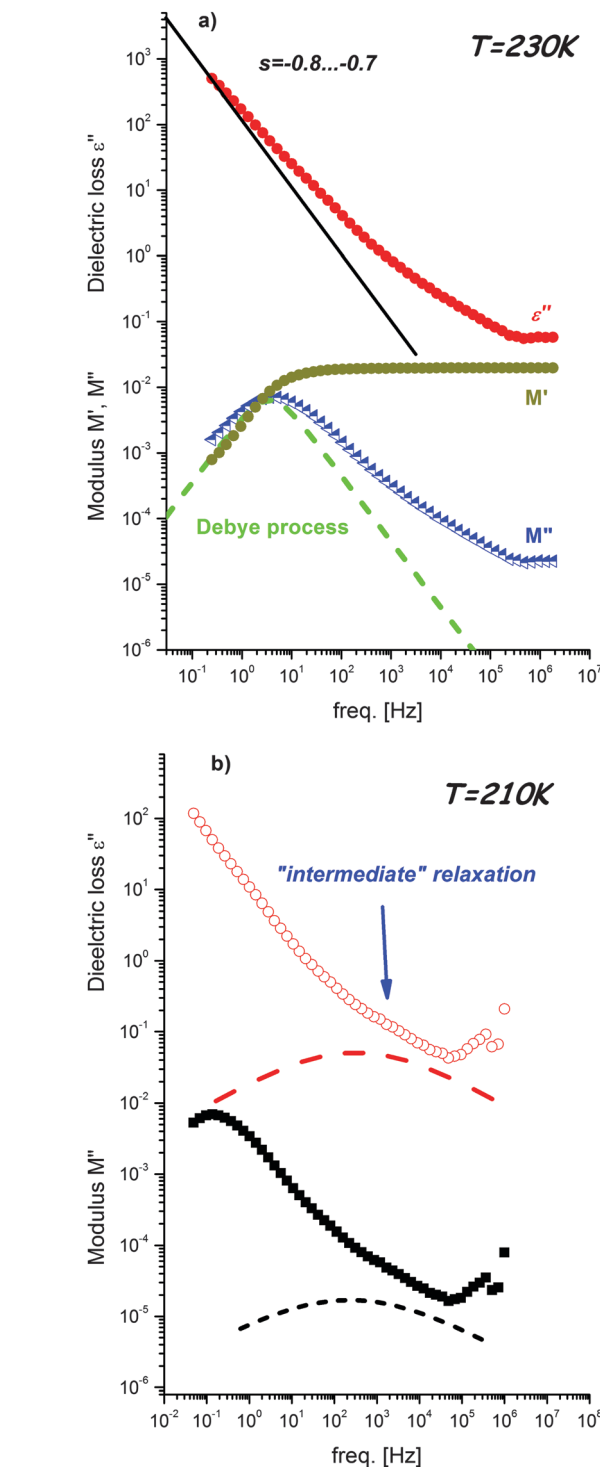 a)
T=230K
s=-0.8...-0.7
10³
10²
10¹
10⁰
10⁻¹
10⁻²
10⁻³
10⁻⁴
10⁻⁵
10⁻⁶
Dielectric loss ε"
Modulus M', M"
ε"
M'
Debye process
M"
10⁻¹ 10⁰ 10¹ 10² 10³ 10⁴ 10⁵ 10⁶ 10⁷
freq. [Hz]
b)
T=210K
10²
10¹
10⁰
10⁻¹
10⁻²
10⁻³
10⁻⁴
10⁻⁵
10⁻⁶
Dieelctric loss ε"
Modulus M"
"intermediate" relaxation
10⁻² 10⁻¹ 10⁰ 10¹ 10² 10³ 10⁴ 10⁵ 10⁶ 10⁷ 10⁸
freq. [Hz]